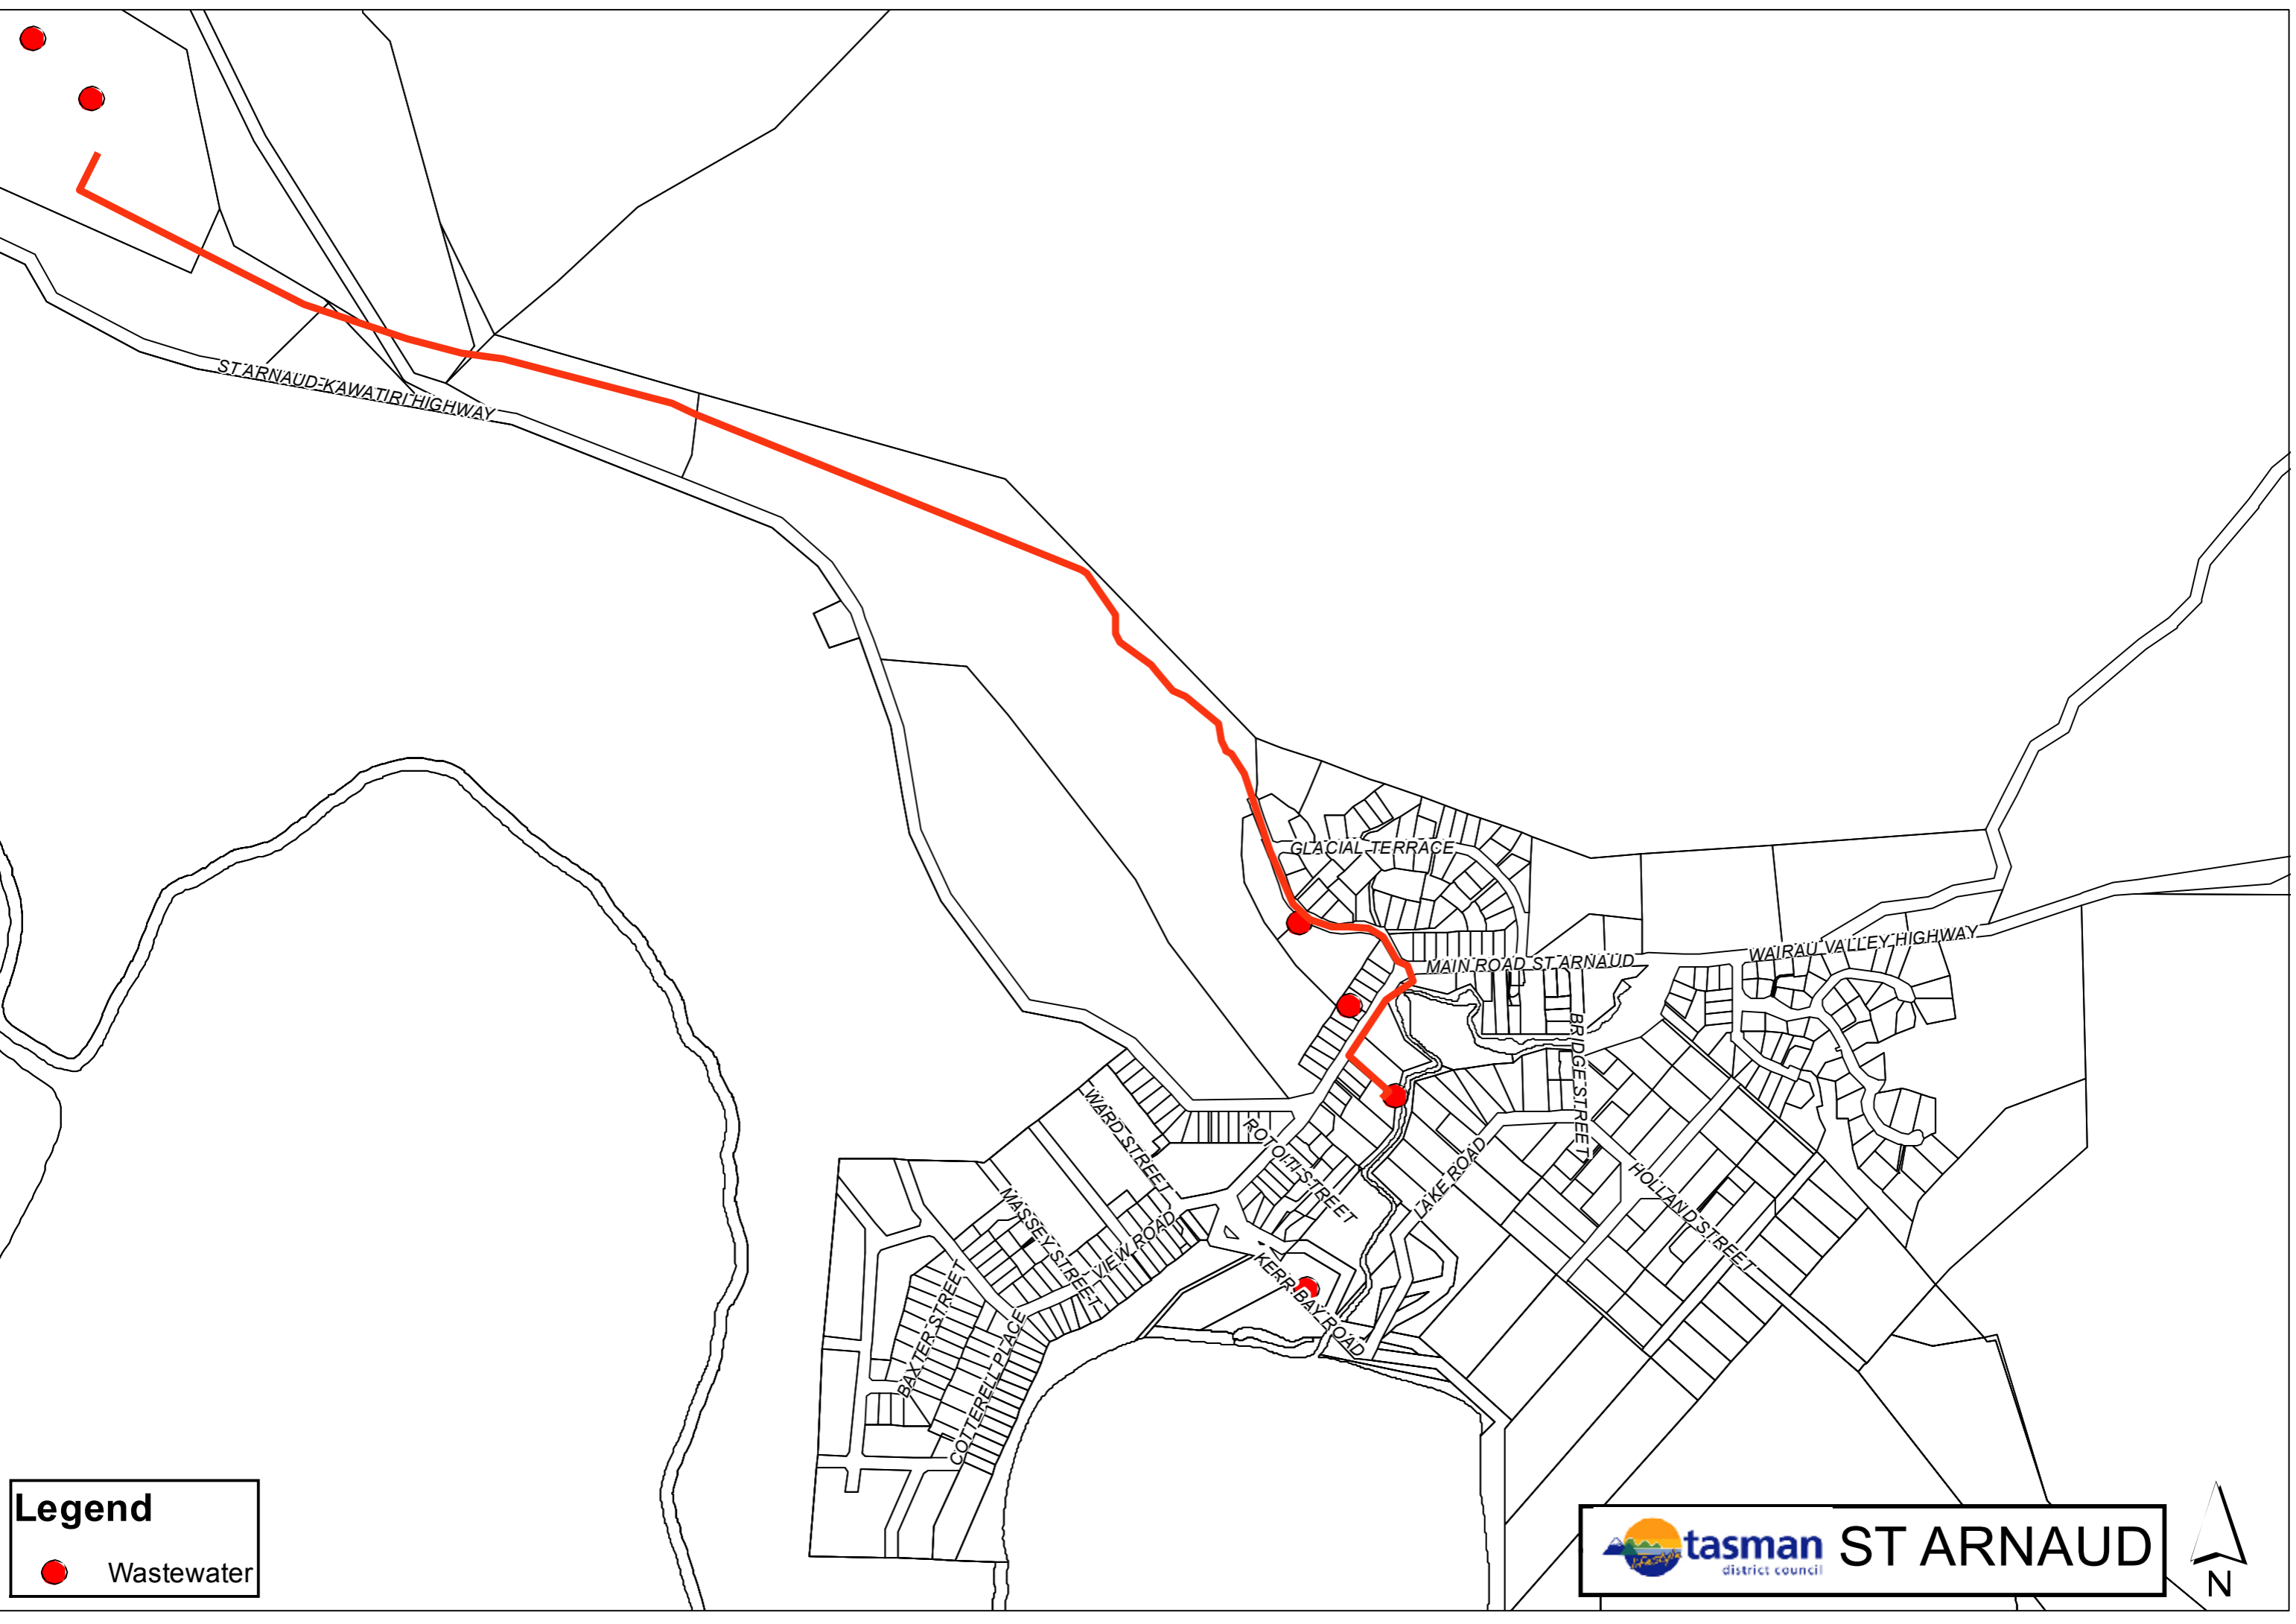 ST ARNAUD-KAWATIRI HIGHWAY
GLACIAL TERRACE
MAIN ROAD ST ARNAUD
WAIRAU VALLEY HIGHWAY
BRIDGE STREET
WARD STREET
ROTOITI STREET
LAKE ROAD
HOLLAND STREET
MASSEY STREET
VIEW ROAD
KERR BAY ROAD
BAXTER STREET
COTTERELL PLACE
Legend
Wastewater
tasman
district council
ST ARNAUD
N